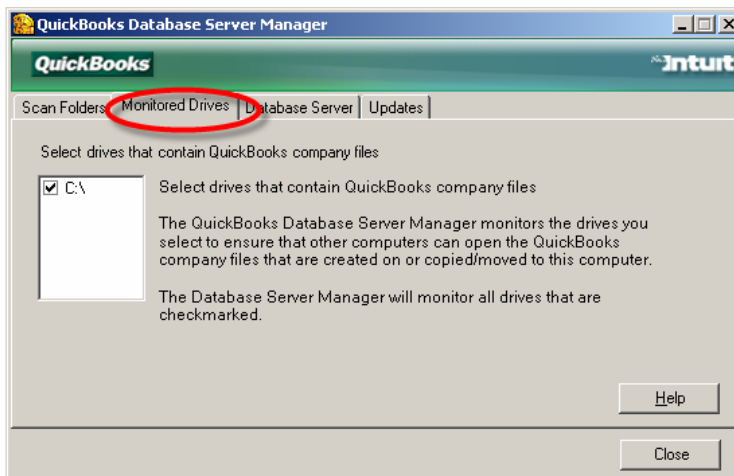 QuickBooks Database Server Manager
QuickBooks
Intuit
Scan Folders Monitored Drives Database Server Updates
Select drives that contain QuickBooks company files
C:\
Select drives that contain QuickBooks company files
The QuickBooks Database Server Manager monitors the drives you
select to ensure that other computers can open the QuickBooks
company files that are created on or copied/moved to this computer.
The Database Server Manager will monitor all drives that are
checkmarked.
Help
Close